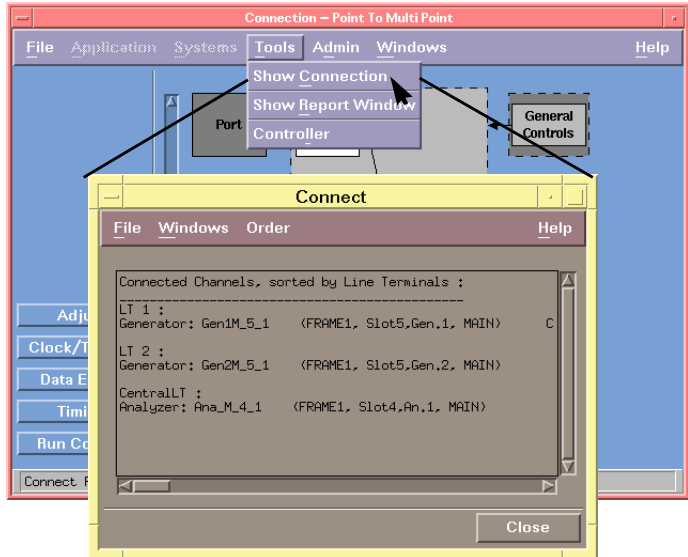 Connection – Point To Multi Point
File Application Systems Tools Admin Windows Help
Show Connection
Show Report Window
Controller
Port
General
Controls
Connect
File Windows Order Help
Connected Channels, sorted by Line Terminals :
LT 1 :
Generator: Gen1M_5_1 (FRAME1, Slot5,Gen.1, MAIN) C
LT 2 :
Generator: Gen2M_5_1 (FRAME1, Slot5,Gen.2, MAIN)
CentralLT :
Analyzer: Ana_M_4_1 (FRAME1, Slot4,An.1, MAIN)
Close
Adju
Clock/T
Data E
Timi
Run Co
Connect